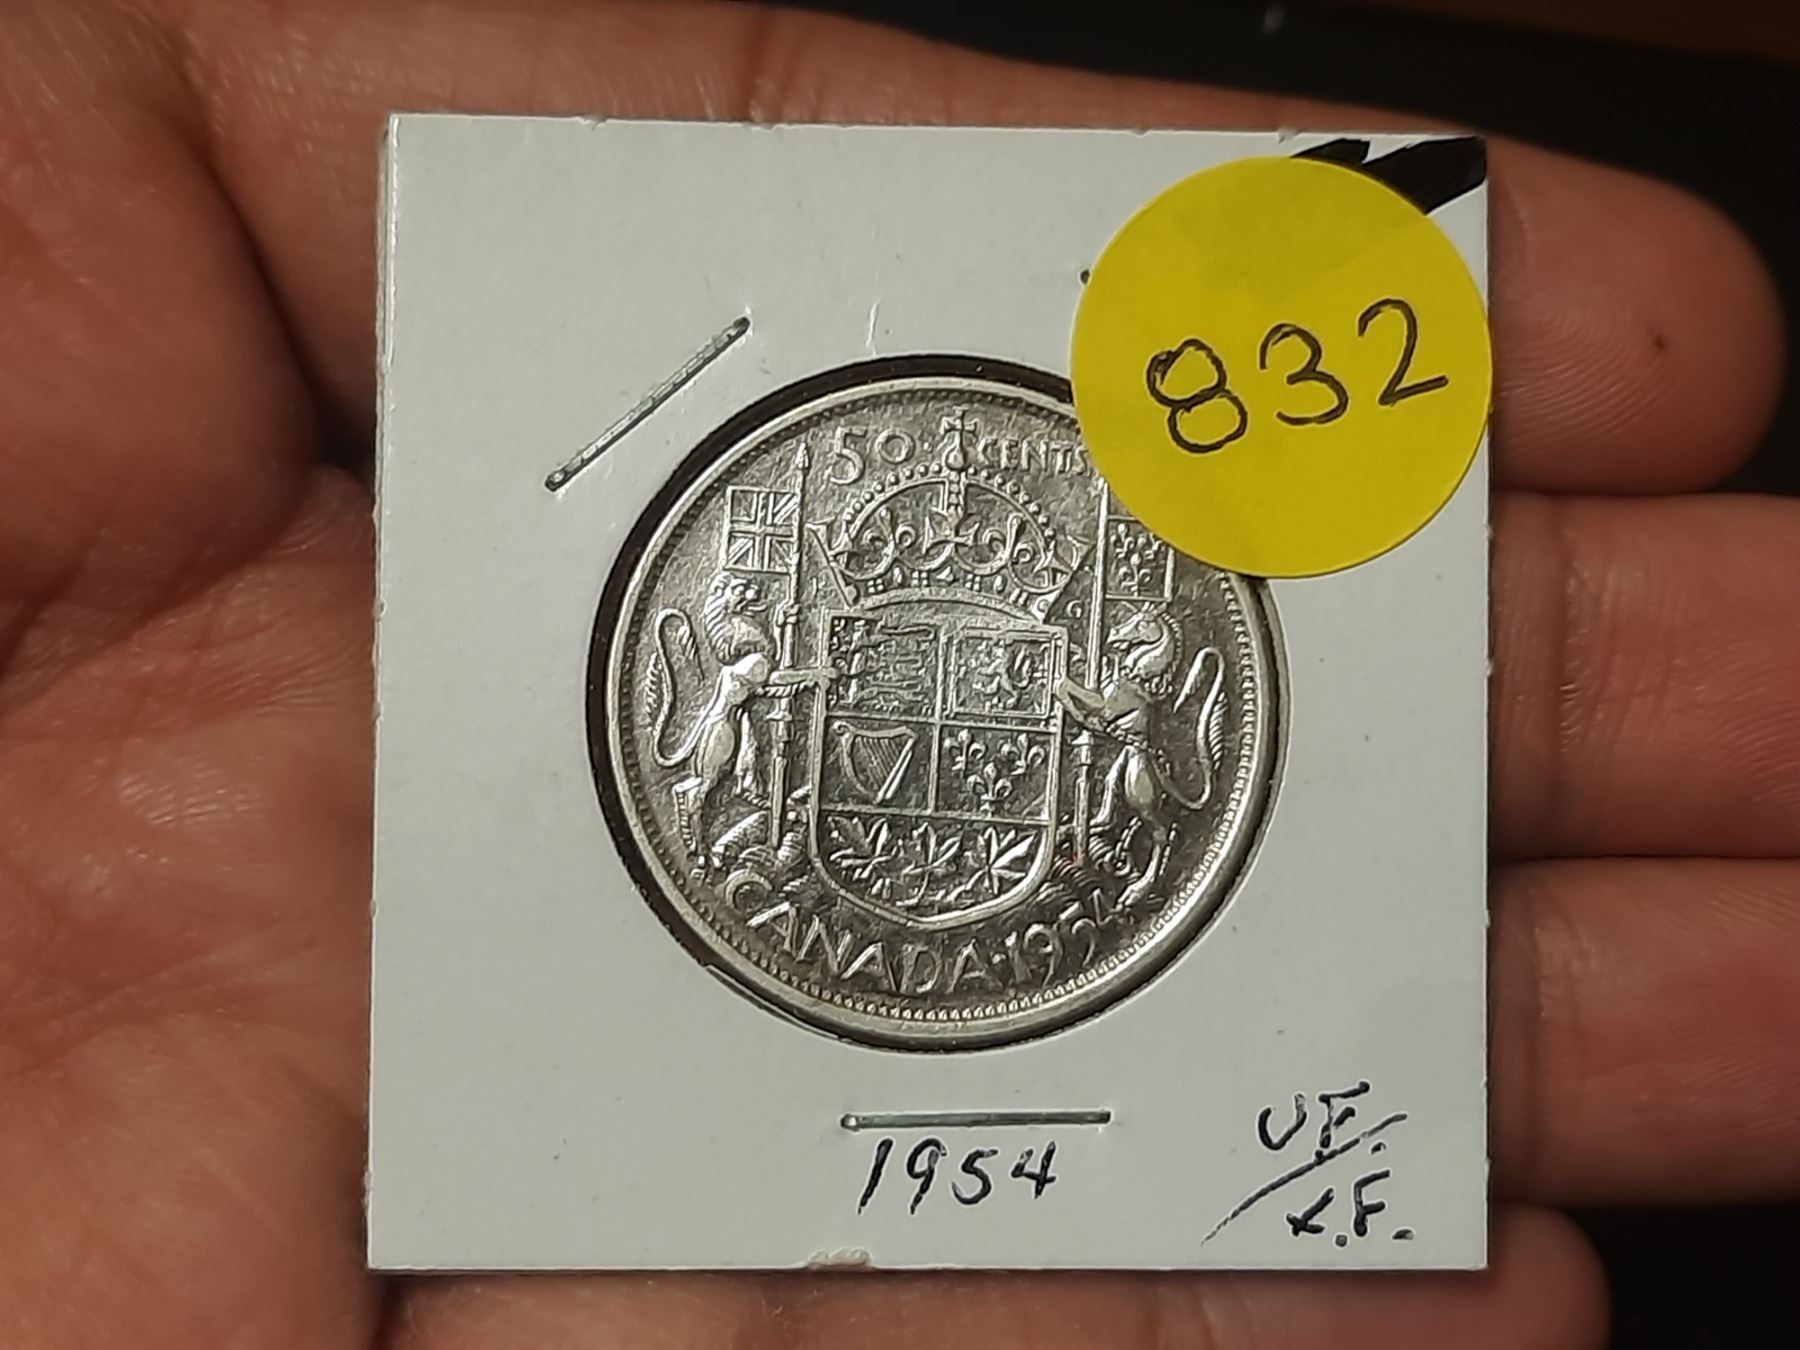 832
50 CENTS
CANADA·1954
1954
V.F./
X.F.